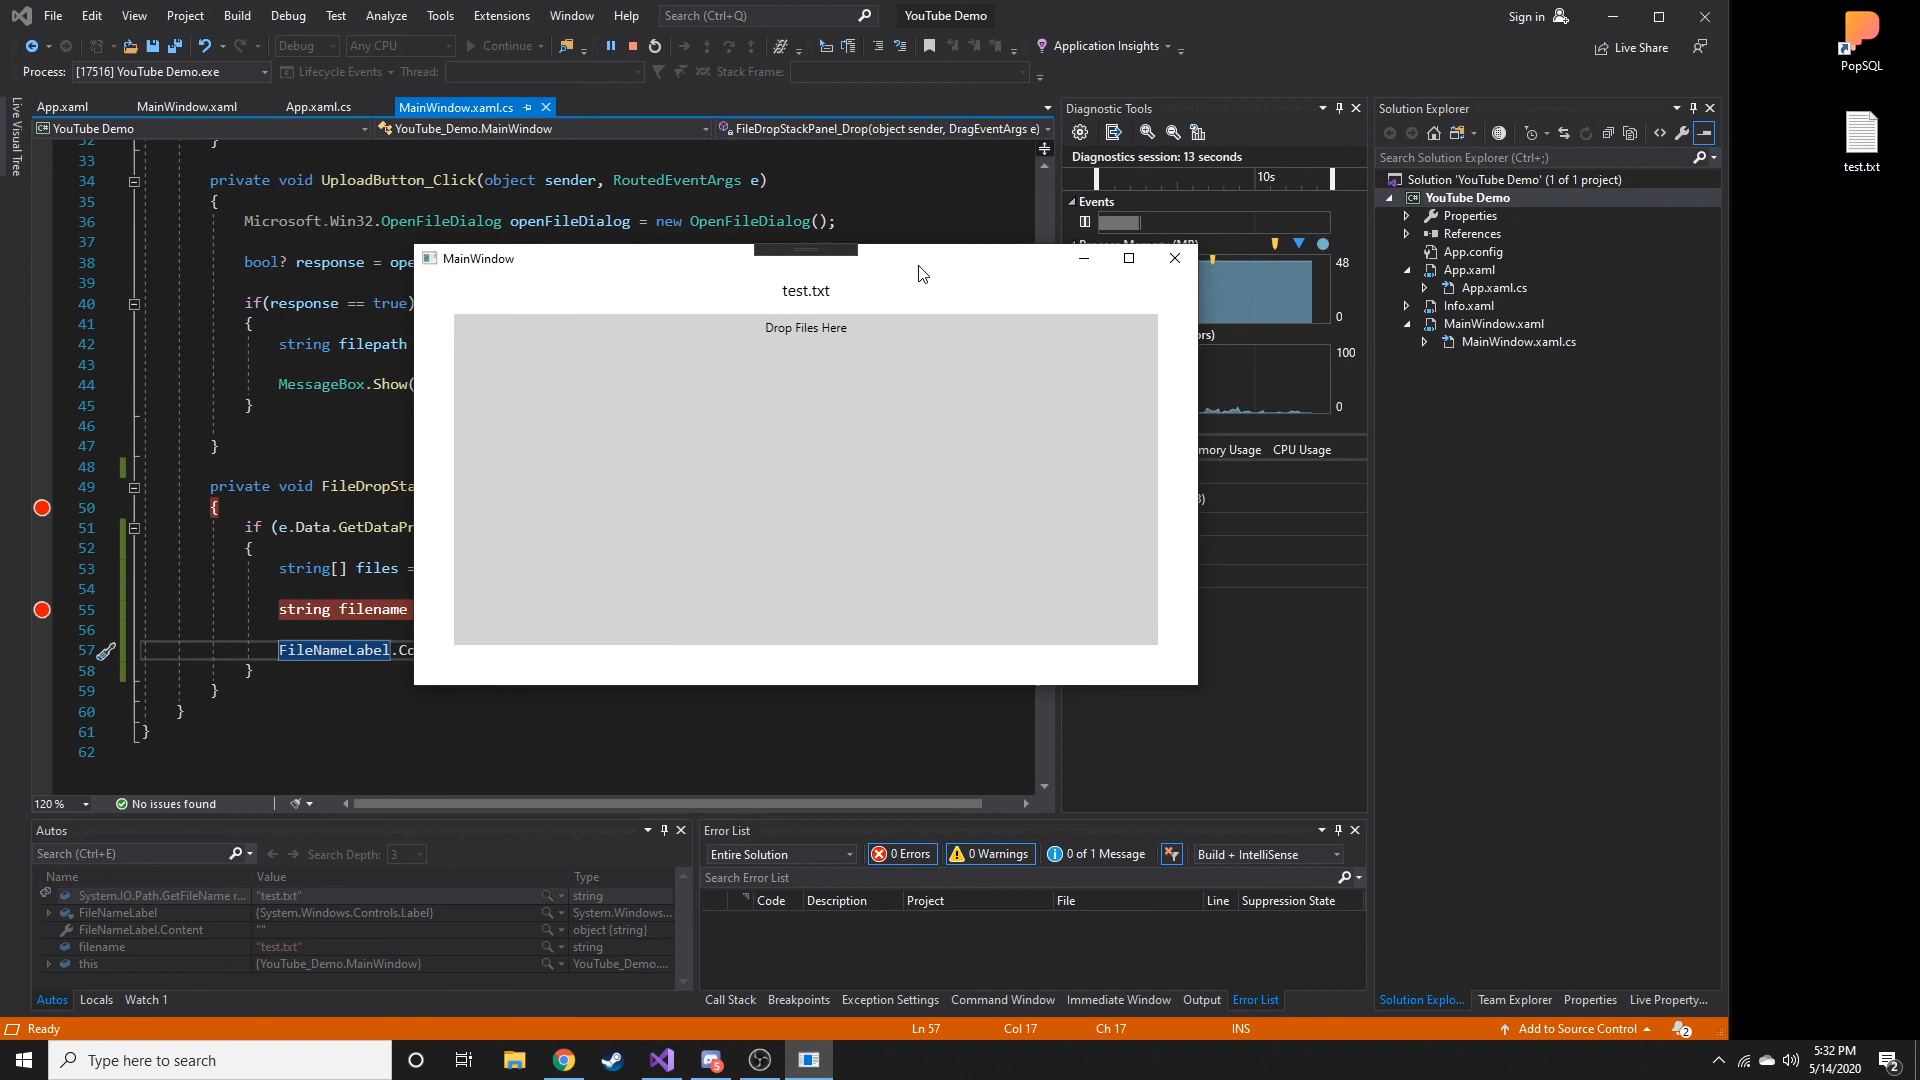 File Edit View Project Build Debug Test Analyze Tools Extensions Window Help Search (Ctrl+Q) YouTube Demo Sign in
Debug Any CPU Continue Application Insights Live Share
Process: [17516] YouTube Demo.exe Lifecycle Events Thread: Stack Frame:
Live Visual Tree
App.xaml MainWindow.xaml App.xaml.cs MainWindow.xaml.cs
YouTube Demo YouTube_Demo.MainWindow FileDropStackPanel_Drop(object sender, DragEventArgs e)
32 }
33
34 private void UploadButton_Click(object sender, RoutedEventArgs e)
35 {
36 Microsoft.Win32.OpenFileDialog openFileDialog = new OpenFileDialog();
37
38 bool? response = ope
39
40 if(response == true)
41 {
42 string filepath
43
44 MessageBox.Show(
45 }
46
47 }
48
49 private void FileDropSta
50 {
51 if (e.Data.GetDataPr
52 {
53 string[] files =
54
55 string filename
56
57 FileNameLabel.Co
58 }
59 }
60 }
61 }
62
MainWindow
test.txt
Drop Files Here
120 % No issues found
Diagnostic Tools
Diagnostics session: 13 seconds
10s
Events
48
0
ors)
100
0
mory Usage CPU Usage
Solution Explorer
Search Solution Explorer (Ctrl+;)
Solution 'YouTube Demo' (1 of 1 project)
YouTube Demo
Properties
References
App.config
App.xaml
App.xaml.cs
Info.xaml
MainWindow.xaml
MainWindow.xaml.cs
PopSQL
test.txt
Autos
Search (Ctrl+E) Search Depth: 3
Name Value Type
System.IO.Path.GetFileName r... "test.txt" string
FileNameLabel {System.Windows.Controls.Label} System.Windows...
FileNameLabel.Content "" object {string}
filename "test.txt" string
this {YouTube_Demo.MainWindow} YouTube_Demo....
Autos Locals Watch 1
Error List
Entire Solution 0 Errors 0 Warnings 0 of 1 Message Build + IntelliSense
Search Error List
Code Description Project File Line Suppression State
Call Stack Breakpoints Exception Settings Command Window Immediate Window Output Error List
Solution Explo... Team Explorer Properties Live Property...
Ready Ln 57 Col 17 Ch 17 INS Add to Source Control 2
Type here to search 5 5:32 PM
5/14/2020 2